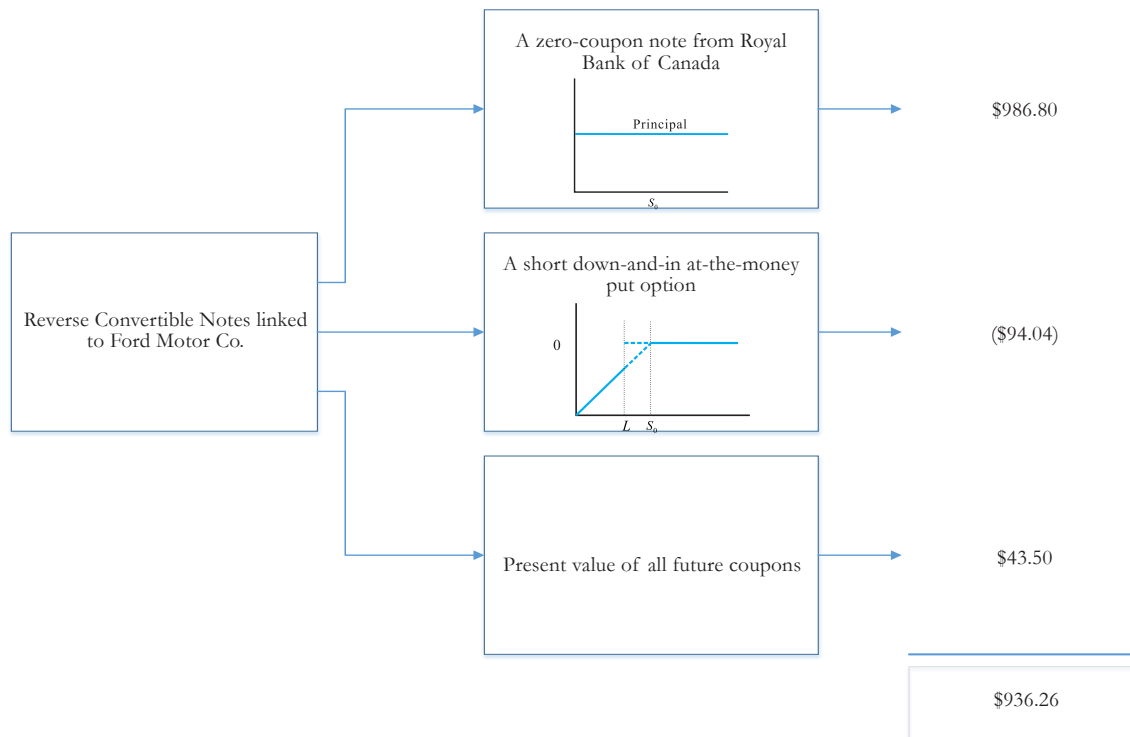 A zero-coupon note from Royal
Bank of Canada
Principal
S₀
$986.80
Reverse Convertible Notes linked
to Ford Motor Co.
A short down-and-in at-the-money
put option
0
L S₀
($94.04)
Present value of all future coupons
$43.50
$936.26